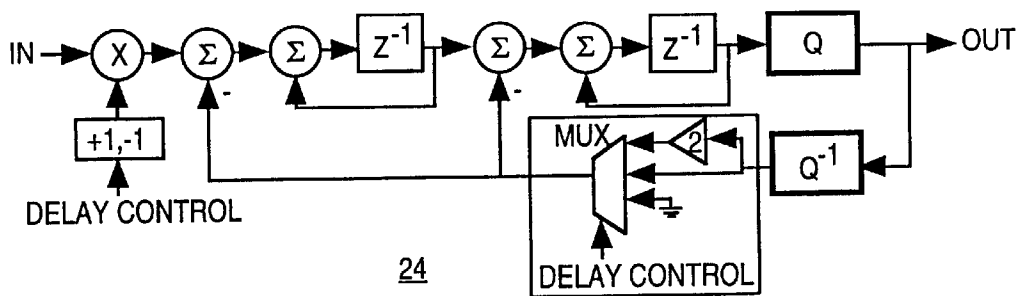 IN X Σ Σ Z⁻¹ Σ Σ Z⁻¹ Q OUT
- -
+1,-1
MUX 2 Q⁻¹
DELAY CONTROL
24
DELAY CONTROL